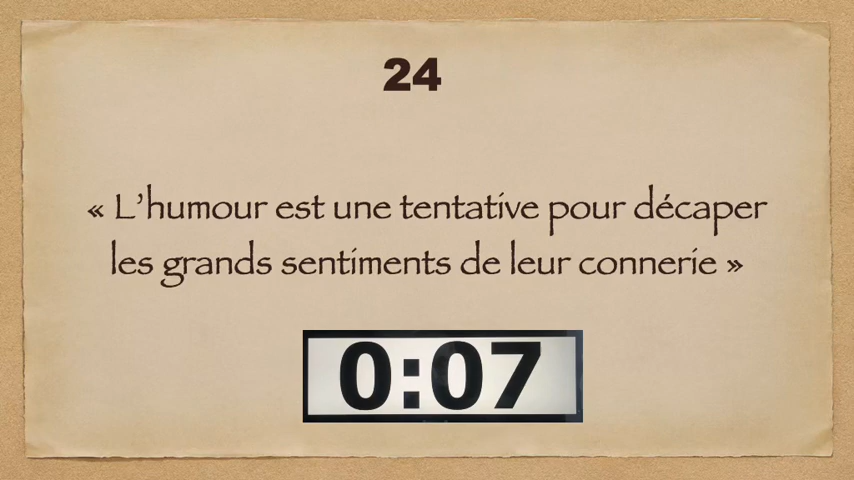 24
« L’humour est une tentative pour décaper
les grands sentiments de leur connerie »
0:07